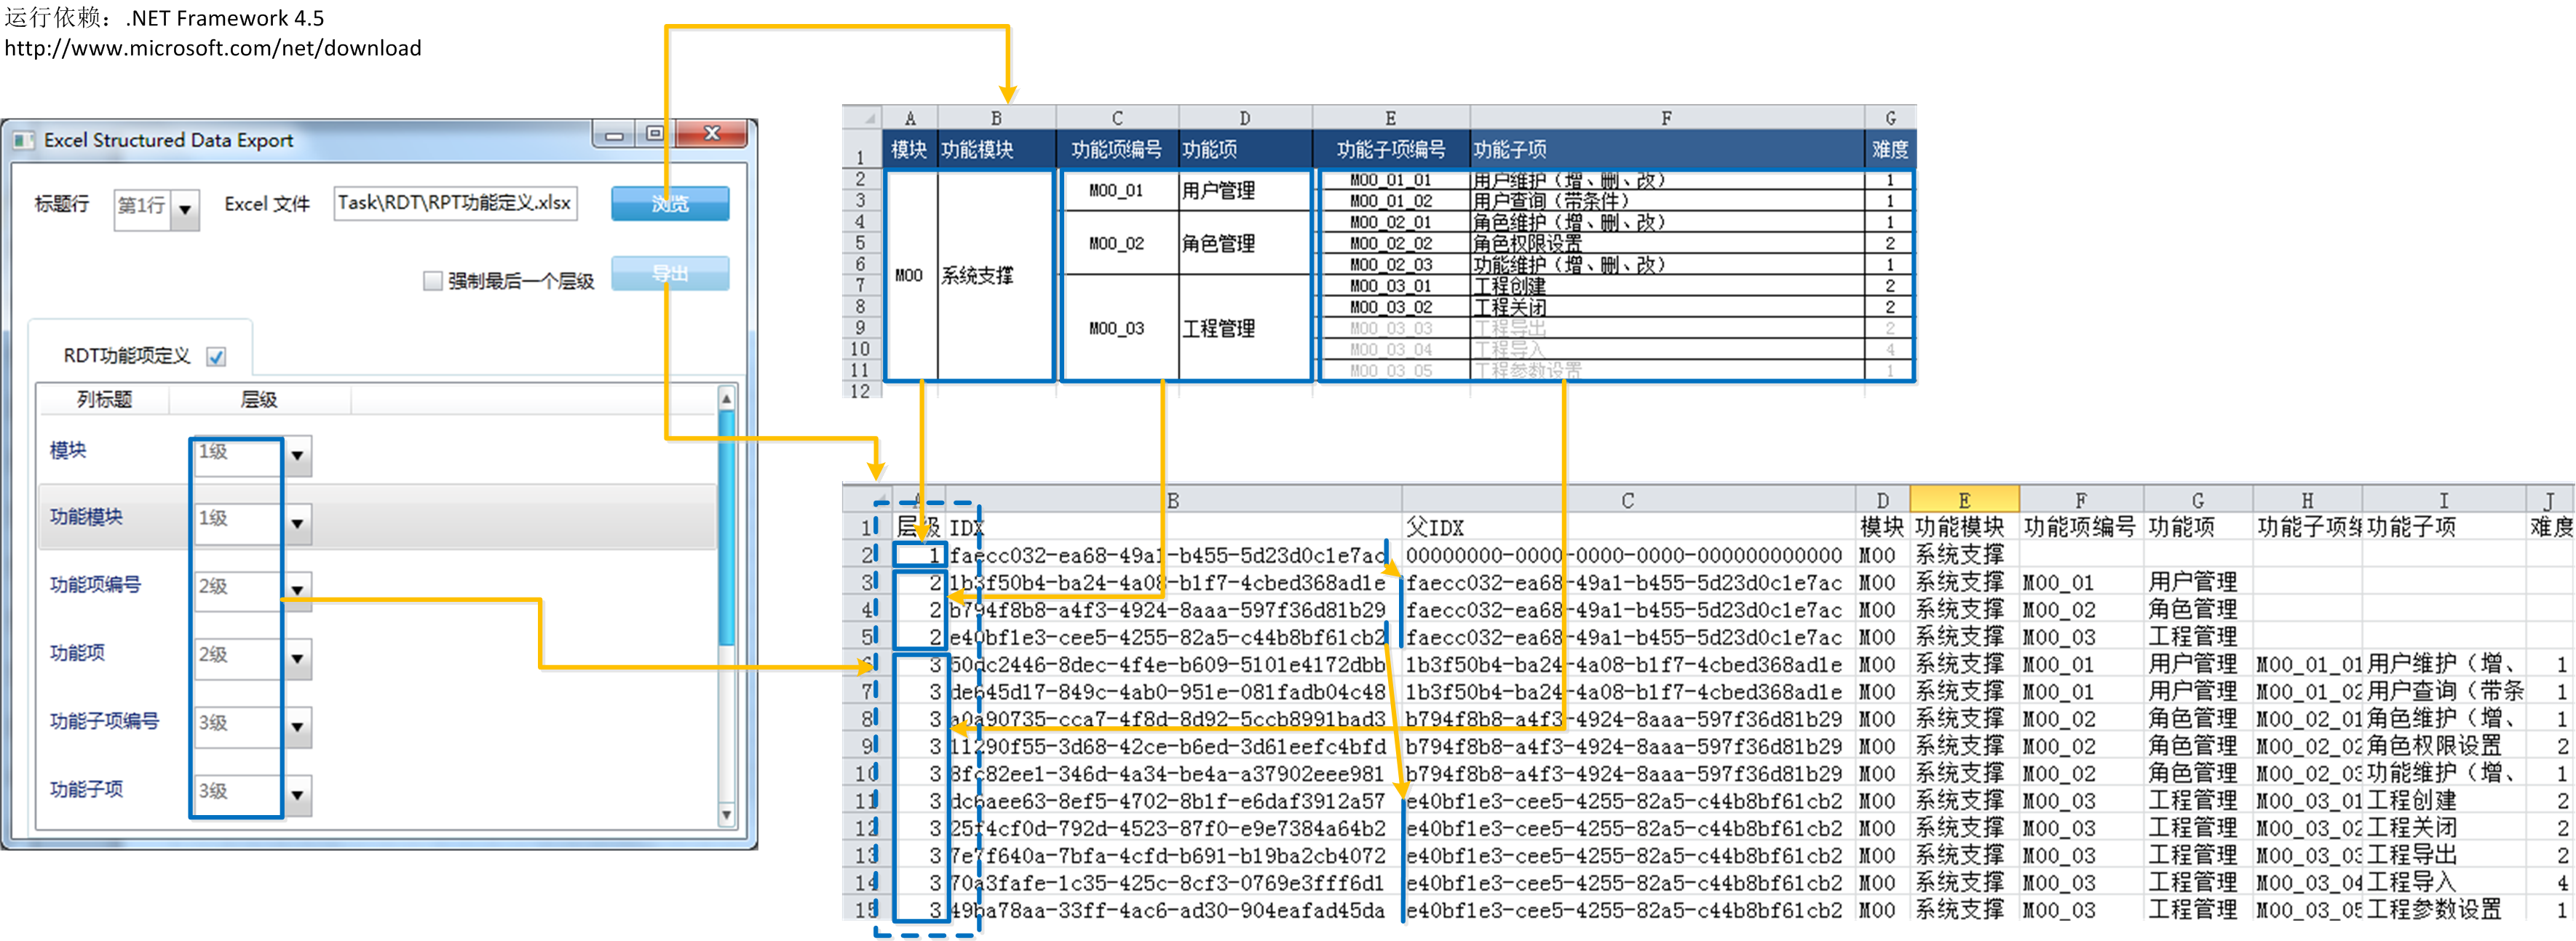 运行依赖：.NET Framework 4.5
http://www.microsoft.com/net/download
Excel Structured Data Export
标题行 第1行 Excel 文件 Task\RDT\RPT功能定义.xlsx 浏览
强制最后一个层级 导出
RDT功能项定义
列标题 层级
模块 1级
功能模块 1级
功能项编号 2级
功能项 2级
功能子项编号 3级
功能子项 3级
A B C D E F G
1 模块 功能模块 功能项编号 功能项 功能子项编号 功能子项 难度
2 M00_01_01 用户维护（增、删、改） 1
M00_01 用户管理
3 M00_01_02 用户查询（带条件） 1
4 M00_02_01 角色维护（增、删、改） 1
5 M00_02 角色管理 M00_02_02 角色权限设置 2
6 M00_02_03 功能维护（增、删、改） 1
M00 系统支撑
7 M00_03_01 工程创建 2
8 M00_03_02 工程关闭 2
9 M00_03 工程管理 M00_03_03 工程导出 2
10 M00_03_04 工程导入 4
11 M00_03_05 工程参数设置 1
12
A B C D E F G H I J
1 层级 IDX 父IDX 模块 功能模块 功能项编号 功能项 功能子项编 功能子项 难度
2 1 faecc032-ea68-49a1-b455-5d23d0c1e7ac 00000000-0000-0000-0000-000000000000 M00 系统支撑
3 2 1b3f50b4-ba24-4a08-b1f7-4cbed368ad1e faecc032-ea68-49a1-b455-5d23d0c1e7ac M00 系统支撑 M00_01 用户管理
4 2 b794f8b8-a4f3-4924-8aaa-597f36d81b29 faecc032-ea68-49a1-b455-5d23d0c1e7ac M00 系统支撑 M00_02 角色管理
5 2 e40bf1e3-cee5-4255-82a5-c44b8bf61cb2 faecc032-ea68-49a1-b455-5d23d0c1e7ac M00 系统支撑 M00_03 工程管理
6 3 50dc2446-8dec-4f4e-b609-5101e4172dbb 1b3f50b4-ba24-4a08-b1f7-4cbed368ad1e M00 系统支撑 M00_01 用户管理 M00_01_01 用户维护（增、 1
7 3 de645d17-849c-4ab0-951e-081fadb04c48 1b3f50b4-ba24-4a08-b1f7-4cbed368ad1e M00 系统支撑 M00_01 用户管理 M00_01_02 用户查询（带条 1
8 3 a0a90735-cca7-4f8d-8d92-5ccb8991bad3 b794f8b8-a4f3-4924-8aaa-597f36d81b29 M00 系统支撑 M00_02 角色管理 M00_02_01 角色维护（增、 1
9 3 11290f55-3d68-42ce-b6ed-3d61eefc4bfd b794f8b8-a4f3-4924-8aaa-597f36d81b29 M00 系统支撑 M00_02 角色管理 M00_02_02 角色权限设置 2
10 3 8fc82ee1-346d-4a34-be4a-a37902eee981 b794f8b8-a4f3-4924-8aaa-597f36d81b29 M00 系统支撑 M00_02 角色管理 M00_02_03 功能维护（增、 1
11 3 dc6aee63-8ef5-4702-8b1f-e6daf3912a57 e40bf1e3-cee5-4255-82a5-c44b8bf61cb2 M00 系统支撑 M00_03 工程管理 M00_03_01 工程创建 2
12 3 25f4cf0d-792d-4523-87f0-e9e7384a64b2 e40bf1e3-cee5-4255-82a5-c44b8bf61cb2 M00 系统支撑 M00_03 工程管理 M00_03_02 工程关闭 2
13 3 7e7f640a-7bfa-4cfd-b691-b19ba2cb4072 e40bf1e3-cee5-4255-82a5-c44b8bf61cb2 M00 系统支撑 M00_03 工程管理 M00_03_03 工程导出 2
14 3 70a3fafe-1c35-425c-8cf3-0769e3fff6d1 e40bf1e3-cee5-4255-82a5-c44b8bf61cb2 M00 系统支撑 M00_03 工程管理 M00_03_04 工程导入 4
15 3 49ba78aa-33ff-4ac6-ad30-904eafad45da e40bf1e3-cee5-4255-82a5-c44b8bf61cb2 M00 系统支撑 M00_03 工程管理 M00_03_05 工程参数设置 1